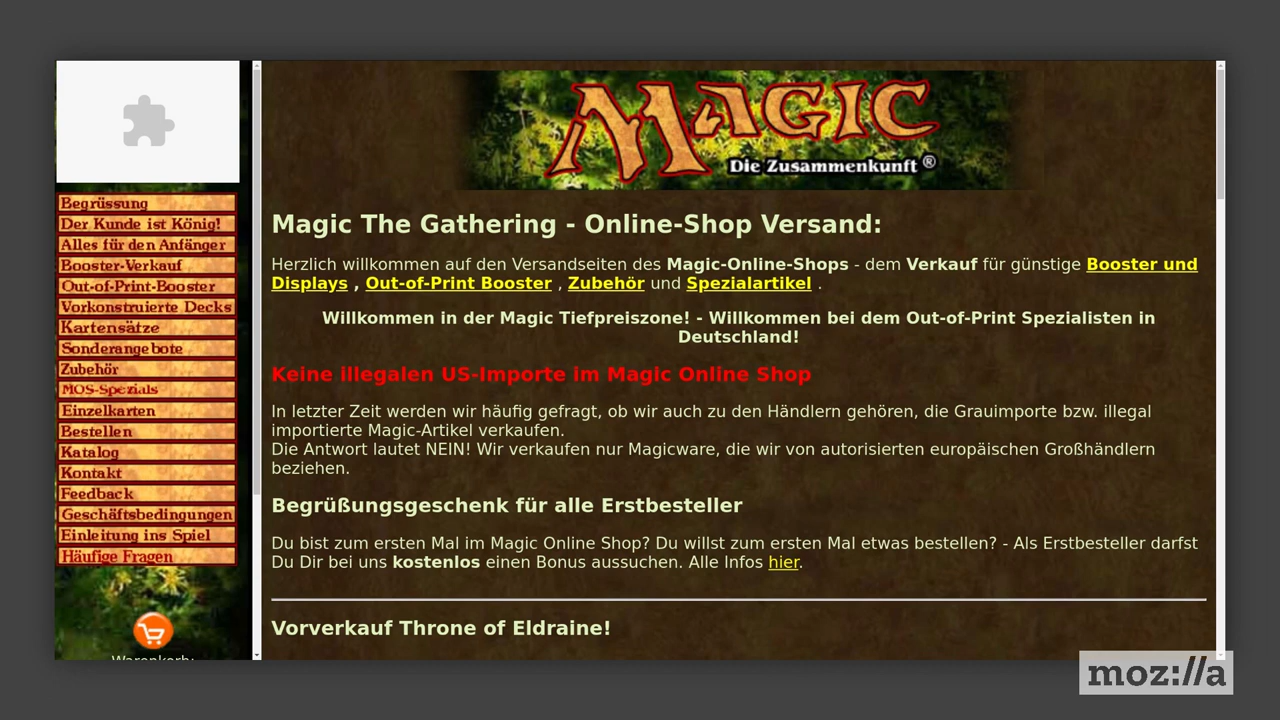 Begrüssung
Der Kunde ist König!
Alles für den Anfänger
Booster-Verkauf
Out-of-Print-Booster
Vorkonstruierte Decks
Kartensätze
Sonderangebote
Zubehör
MOS-Spezials
Einzelkarten
Bestellen
Katalog
Kontakt
Feedback
Geschäftsbedingungen
Einleitung ins Spiel
Häufige Fragen
Warenkorb:
MAGIC
Die Zusammenkunft ®
Magic The Gathering - Online-Shop Versand:
Herzlich willkommen auf den Versandseiten des Magic-Online-Shops - dem Verkauf für günstige Booster und
Displays , Out-of-Print Booster , Zubehör und Spezialartikel .
Willkommen in der Magic Tiefpreiszone! - Willkommen bei dem Out-of-Print Spezialisten in
Deutschland!
Keine illegalen US-Importe im Magic Online Shop
In letzter Zeit werden wir häufig gefragt, ob wir auch zu den Händlern gehören, die Grauimporte bzw. illegal
importierte Magic-Artikel verkaufen.
Die Antwort lautet NEIN! Wir verkaufen nur Magicware, die wir von autorisierten europäischen Großhändlern
beziehen.
Begrüßungsgeschenk für alle Erstbesteller
Du bist zum ersten Mal im Magic Online Shop? Du willst zum ersten Mal etwas bestellen? - Als Erstbesteller darfst
Du Dir bei uns kostenlos einen Bonus aussuchen. Alle Infos hier.
Vorverkauf Throne of Eldraine!
moz://a